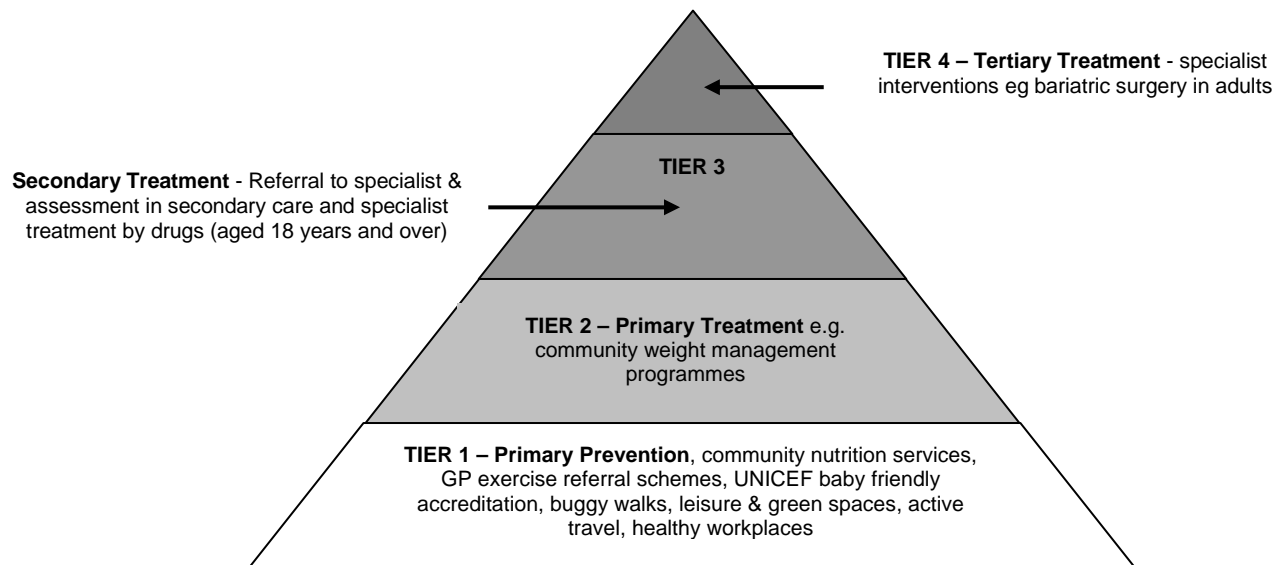 TIER 4 – Tertiary Treatment - specialist
interventions eg bariatric surgery in adults
TIER 3
Secondary Treatment - Referral to specialist &
assessment in secondary care and specialist
treatment by drugs (aged 18 years and over)
TIER 2 – Primary Treatment e.g.
community weight management
programmes
TIER 1 – Primary Prevention, community nutrition services,
GP exercise referral schemes, UNICEF baby friendly
accreditation, buggy walks, leisure & green spaces, active
travel, healthy workplaces